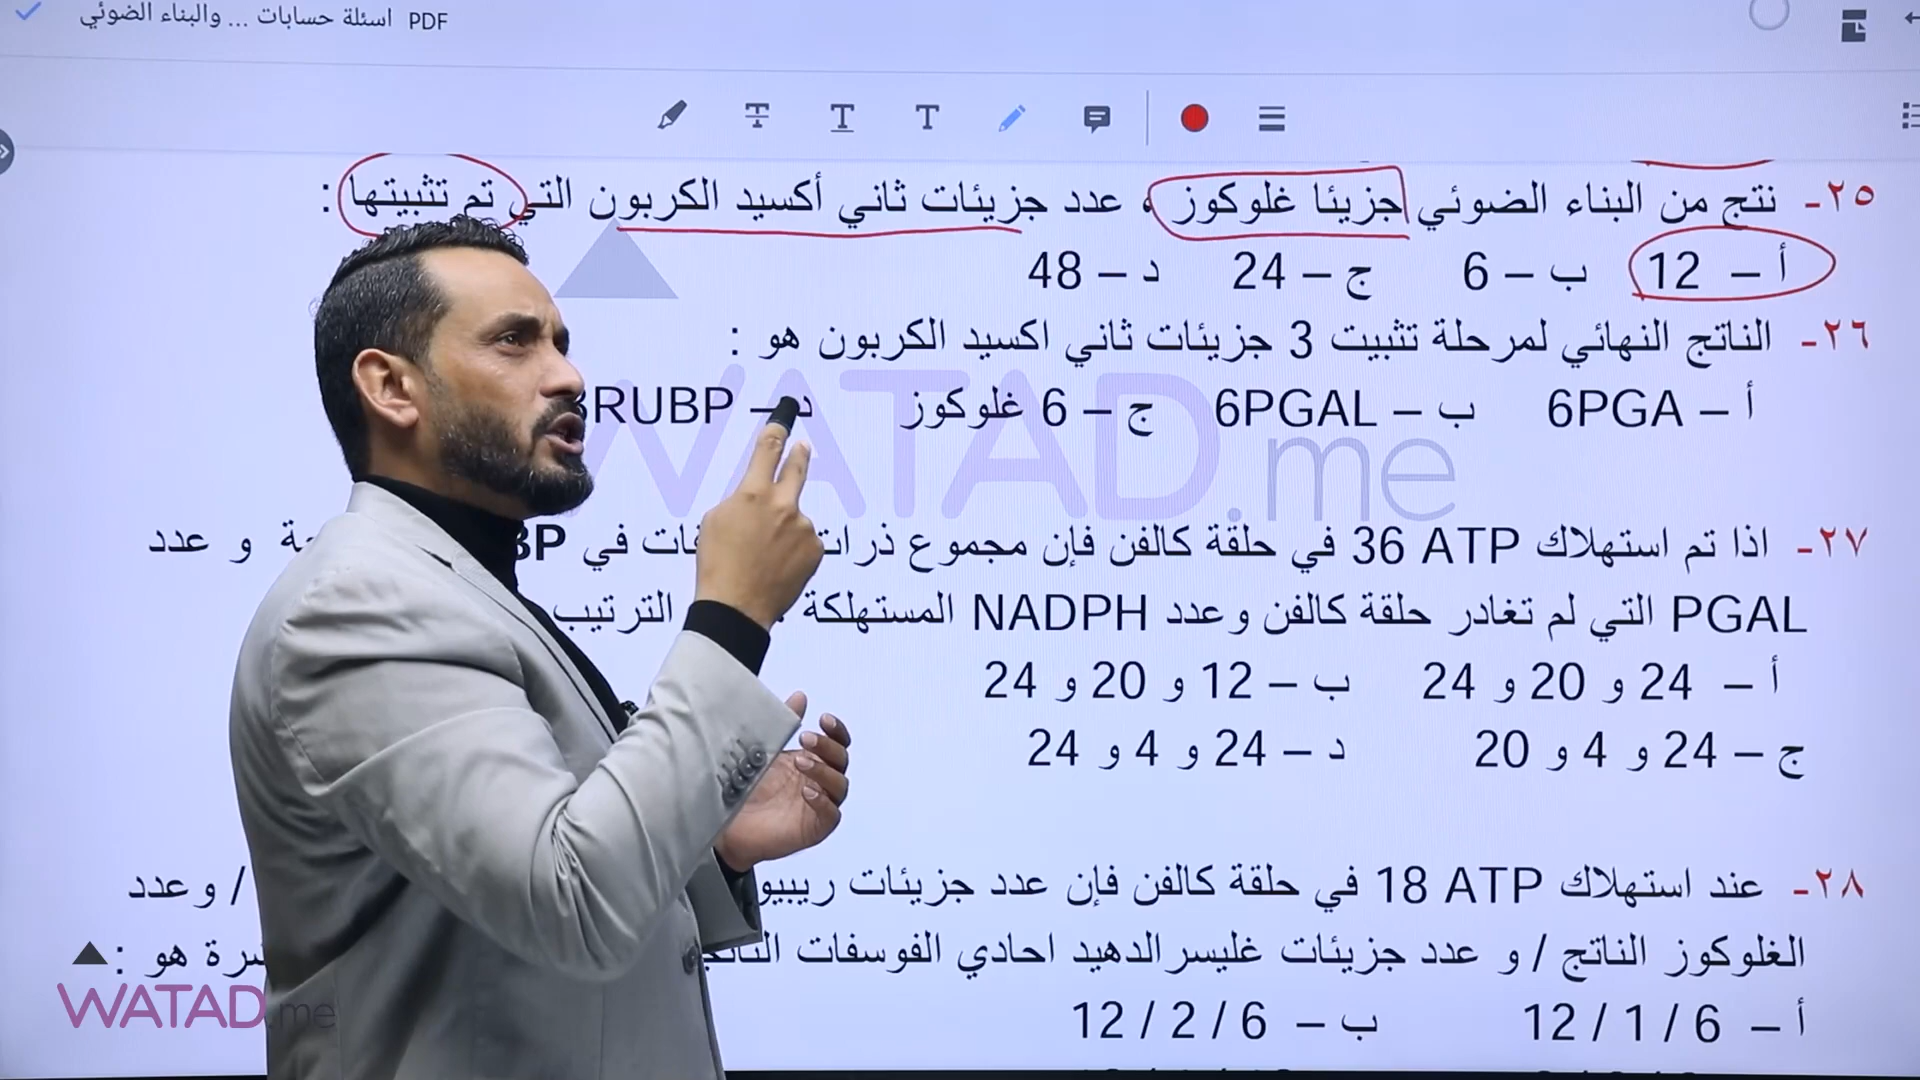 اسئلة حسابات ... والبناء الضوئي PDF
٢٥- نتج من البناء الضوئي جزيئا غلوكوز ، عدد جزيئات ثاني أكسيد الكربون التي تم تثبيتها :
أ – 12 ب – 6 ج – 24 د – 48
٢٦- الناتج النهائي لمرحلة تثبيت 3 جزيئات ثاني اكسيد الكربون هو :
أ – 6PGA ب – 6PGAL ج – 6 غلوكوز د – RUBP
٢٧- اذا تم استهلاك 36 ATP في حلقة كالفن فإن مجموع ذرات في و عدد
PGAL التي لم تغادر حلقة كالفن وعدد NADPH المستهلكة الترتيب
أ – 24 و 20 و 24 ب – 12 و 20 و 24
ج – 24 و 4 و 20 د – 24 و 4 و 24
٢٨- عند استهلاك 18 ATP في حلقة كالفن فإن عدد جزيئات / وعدد
الغلوكوز الناتج / و عدد جزيئات غليسرالدهيد احادي الفوسفات هو :
أ – 6 / 1 / 12 ب – 6 / 2 / 12
WATAD.me
WATAD.me